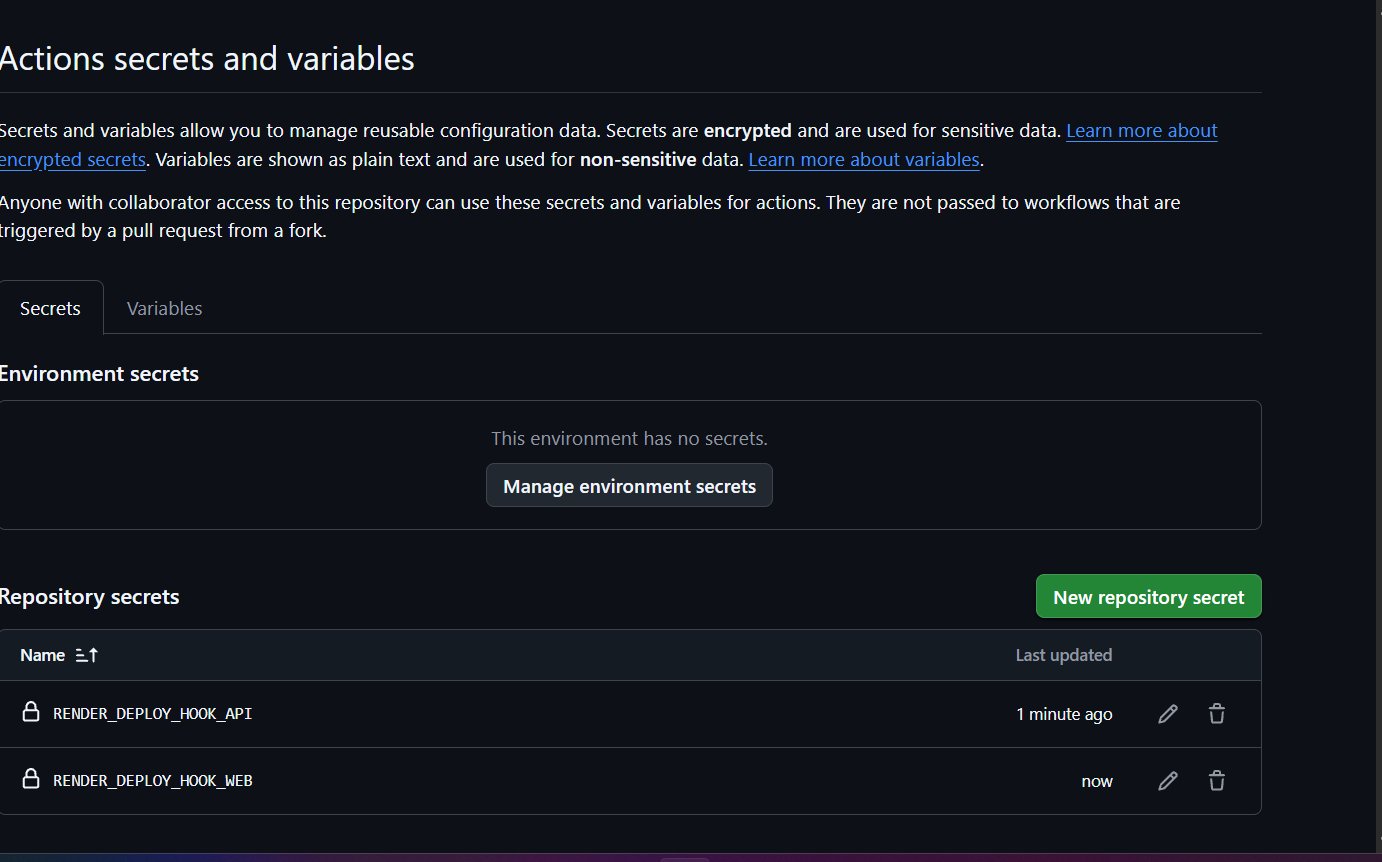 Actions secrets and variables
Secrets and variables allow you to manage reusable configuration data. Secrets are encrypted and are used for sensitive data. Learn more about
encrypted secrets. Variables are shown as plain text and are used for non-sensitive data. Learn more about variables.
Anyone with collaborator access to this repository can use these secrets and variables for actions. They are not passed to workflows that are
triggered by a pull request from a fork.
Secrets Variables
Environment secrets
This environment has no secrets.
Manage environment secrets
Repository secrets New repository secret
Name Last updated
RENDER_DEPLOY_HOOK_API 1 minute ago
RENDER_DEPLOY_HOOK_WEB now